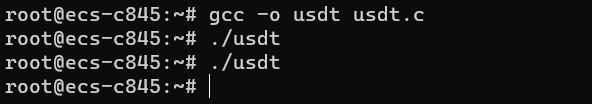 root@ecs-c845:~# gcc -o usdt usdt.c
root@ecs-c845:~# ./usdt
root@ecs-c845:~# ./usdt
root@ecs-c845:~#